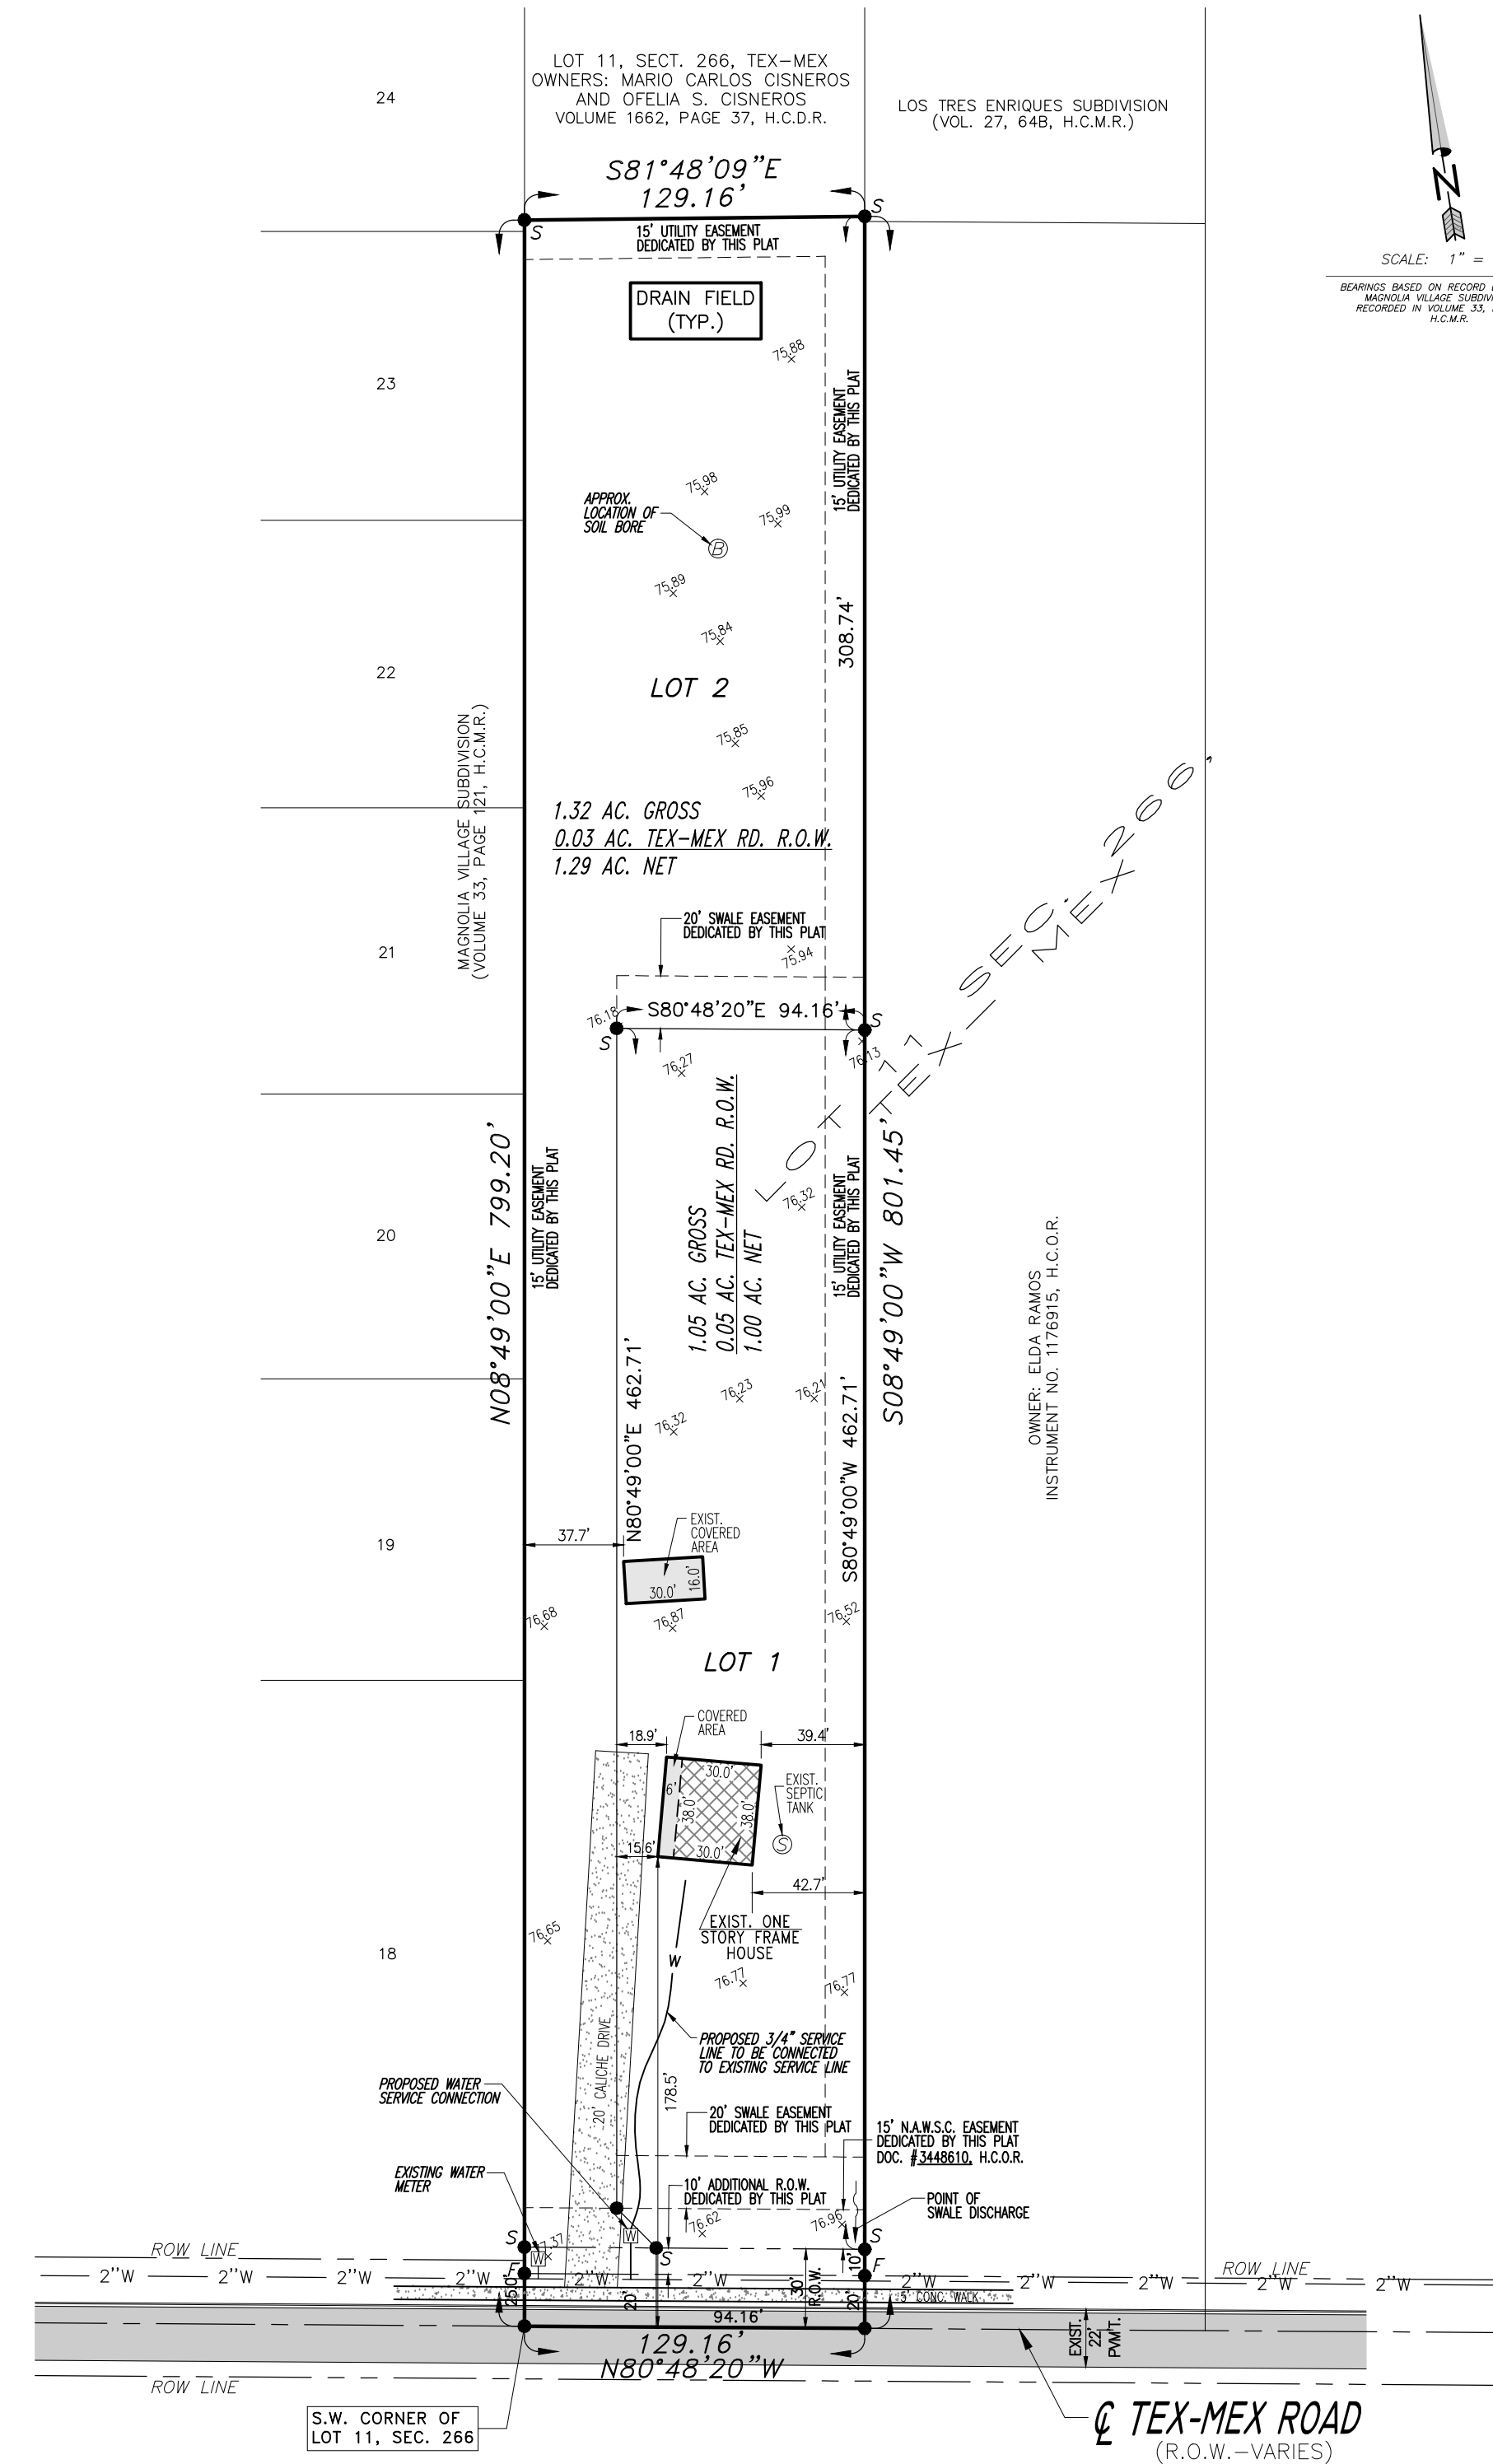 24
LOT 11, SECT. 266, TEX-MEX
OWNERS: MARIO CARLOS CISNEROS
AND OFELIA S. CISNEROS
VOLUME 1662, PAGE 37, H.C.D.R.
LOS TRES ENRIQUES SUBDIVISION
(VOL. 27, 64B, H.C.M.R.)
N
SCALE: 1" =
BEARINGS BASED ON RECORD
MAGNOLIA VILLAGE SUBDIV
RECORDED IN VOLUME 33,
H.C.M.R.
S81°48'09"E
129.16'
S
S
15' UTILITY EASEMENT
DEDICATED BY THIS PLAT
DRAIN FIELD
(TYP.)
75.88
23
15' UTILITY EASEMENT
DEDICATED BY THIS PLAT
75.98
APPROX.
LOCATION OF
SOIL BORE
75.99
B
75.89
75.84
308.74'
22
LOT 2
MAGNOLIA VILLAGE SUBDIVISION
(VOLUME 33, PAGE 121, H.C.M.R.)
75.85
75.96
1.32 AC. GROSS
0.03 AC. TEX-MEX RD. R.O.W.
1.29 AC. NET
20' SWALE EASEMENT
DEDICATED BY THIS PLAT
75.94
21
LOT 11 SEC.
TEX-MEX 266,
76.18
S80°48'20"E 94.16'
S
S
76.27
76.13
N08°49'00"E 799.20'
15' UTILITY EASEMENT
DEDICATED BY THIS PLAT
1.05 AC. GROSS
0.05 AC. TEX-MEX RD. R.O.W.
1.00 AC. NET
76.32
15' UTILITY EASEMENT
DEDICATED BY THIS PLAT
S08°49'00"W 801.45'
20
OWNER: ELDA RAMOS
INSTRUMENT NO. 1176915, H.C.O.R.
N80°49'00"E 462.71'
76.23
76.21
76.32
S80°49'00"W 462.71'
19
37.7'
EXIST.
COVERED
AREA
30.0'
16.0'
76.68
76.87
76.52
LOT 1
COVERED
AREA
18.9'
39.4'
30.0'
6'
38.0'
38.0'
EXIST.
SEPTIC
TANK
S
15.6'
30.0'
42.7'
EXIST. ONE
STORY FRAME
HOUSE
76.65
18
W
76.77
76.77
20' CALICHE DRIVE
PROPOSED 3/4" SERVICE
LINE TO BE CONNECTED
TO EXISTING SERVICE LINE
178.5'
PROPOSED WATER
SERVICE CONNECTION
20' SWALE EASEMENT
DEDICATED BY THIS PLAT
15' N.A.W.S.C. EASEMENT
DEDICATED BY THIS PLAT
DOC. #3448610, H.C.O.R.
EXISTING WATER
METER
10' ADDITIONAL R.O.W.
DEDICATED BY THIS PLAT
POINT OF
SWALE DISCHARGE
76.62
76.96
W
S
S
S
W
ROW LINE
F
10'
F
ROW LINE
2"W
2"W
2"W
2"W
2"W
2"W
2"W
2"W
2"W
2"W
2"W
25.0'
20'
30'
R.O.W.
20'
5' CONC. WALK
94.16'
EXIST.
22'
PVM'T.
129.16'
N80°48'20"W
ROW LINE
S.W. CORNER OF
LOT 11, SEC. 266
℄ TEX-MEX ROAD
(R.O.W.-VARIES)